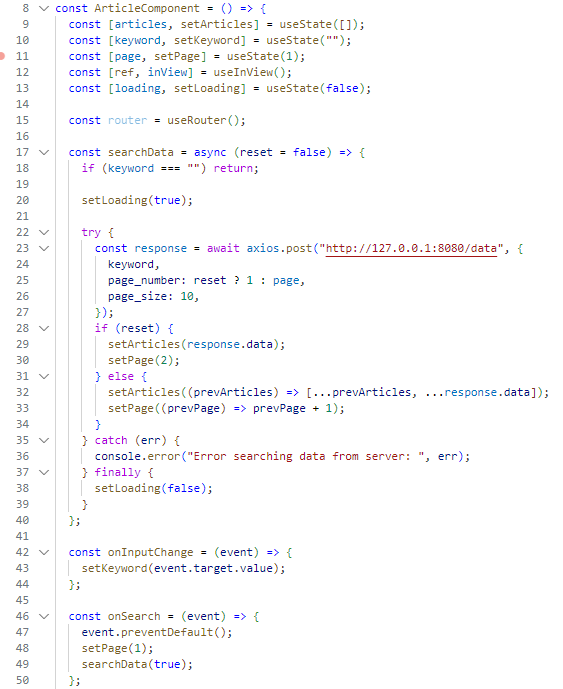 8 const ArticleComponent = () => {
9 const [articles, setArticles] = useState([]);
10 const [keyword, setKeyword] = useState("");
11 const [page, setPage] = useState(1);
12 const [ref, inView] = useInView();
13 const [loading, setLoading] = useState(false);
14
15 const router = useRouter();
16
17 const searchData = async (reset = false) => {
18 if (keyword === "") return;
19
20 setLoading(true);
21
22 try {
23 const response = await axios.post("http://127.0.0.1:8080/data", {
24 keyword,
25 page_number: reset ? 1 : page,
26 page_size: 10,
27 });
28 if (reset) {
29 setArticles(response.data);
30 setPage(2);
31 } else {
32 setArticles((prevArticles) => [...prevArticles, ...response.data]);
33 setPage((prevPage) => prevPage + 1);
34 }
35 } catch (err) {
36 console.error("Error searching data from server: ", err);
37 } finally {
38 setLoading(false);
39 }
40 };
41
42 const onInputChange = (event) => {
43 setKeyword(event.target.value);
44 };
45
46 const onSearch = (event) => {
47 event.preventDefault();
48 setPage(1);
49 searchData(true);
50 };